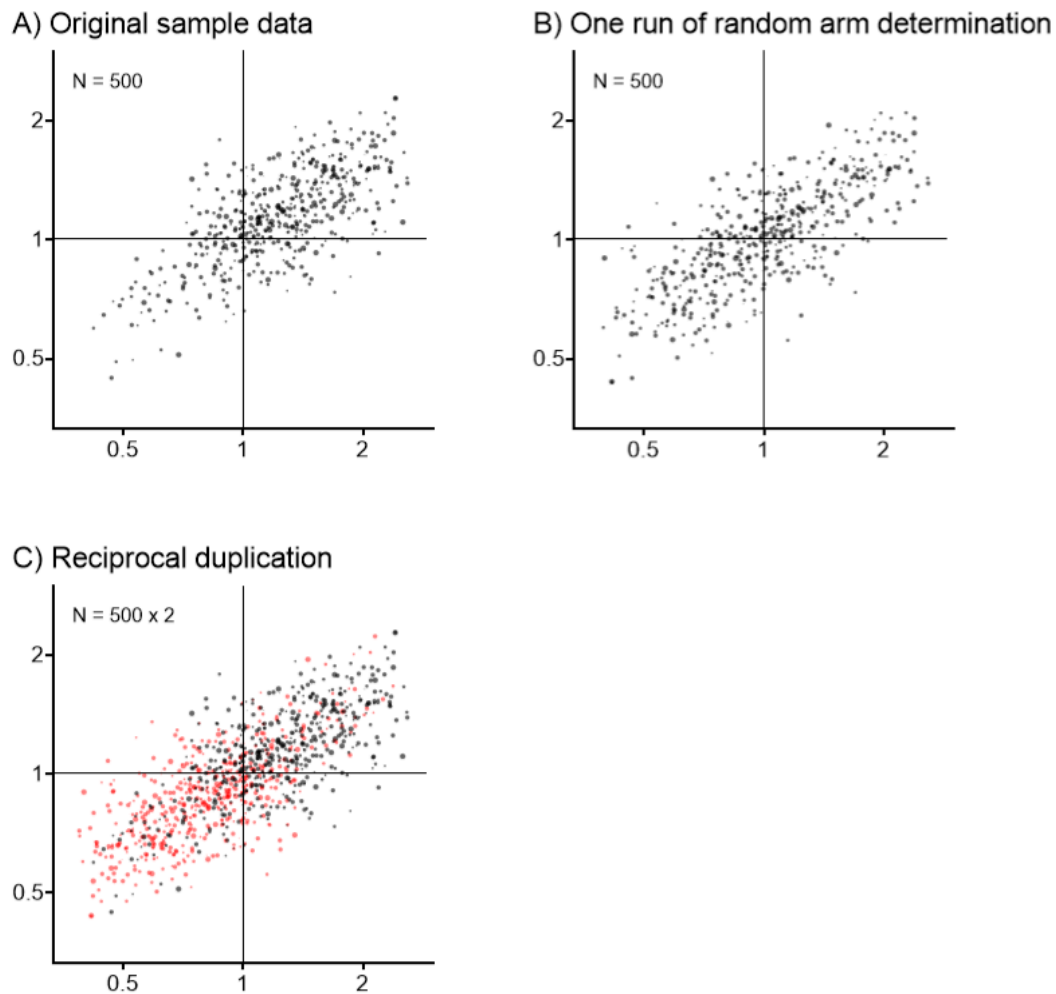 A) Original sample data
N = 500
2
1
0.5
0.5 1 2
B) One run of random arm determination
N = 500
2
1
0.5
0.5 1 2
C) Reciprocal duplication
N = 500 x 2
2
1
0.5
0.5 1 2